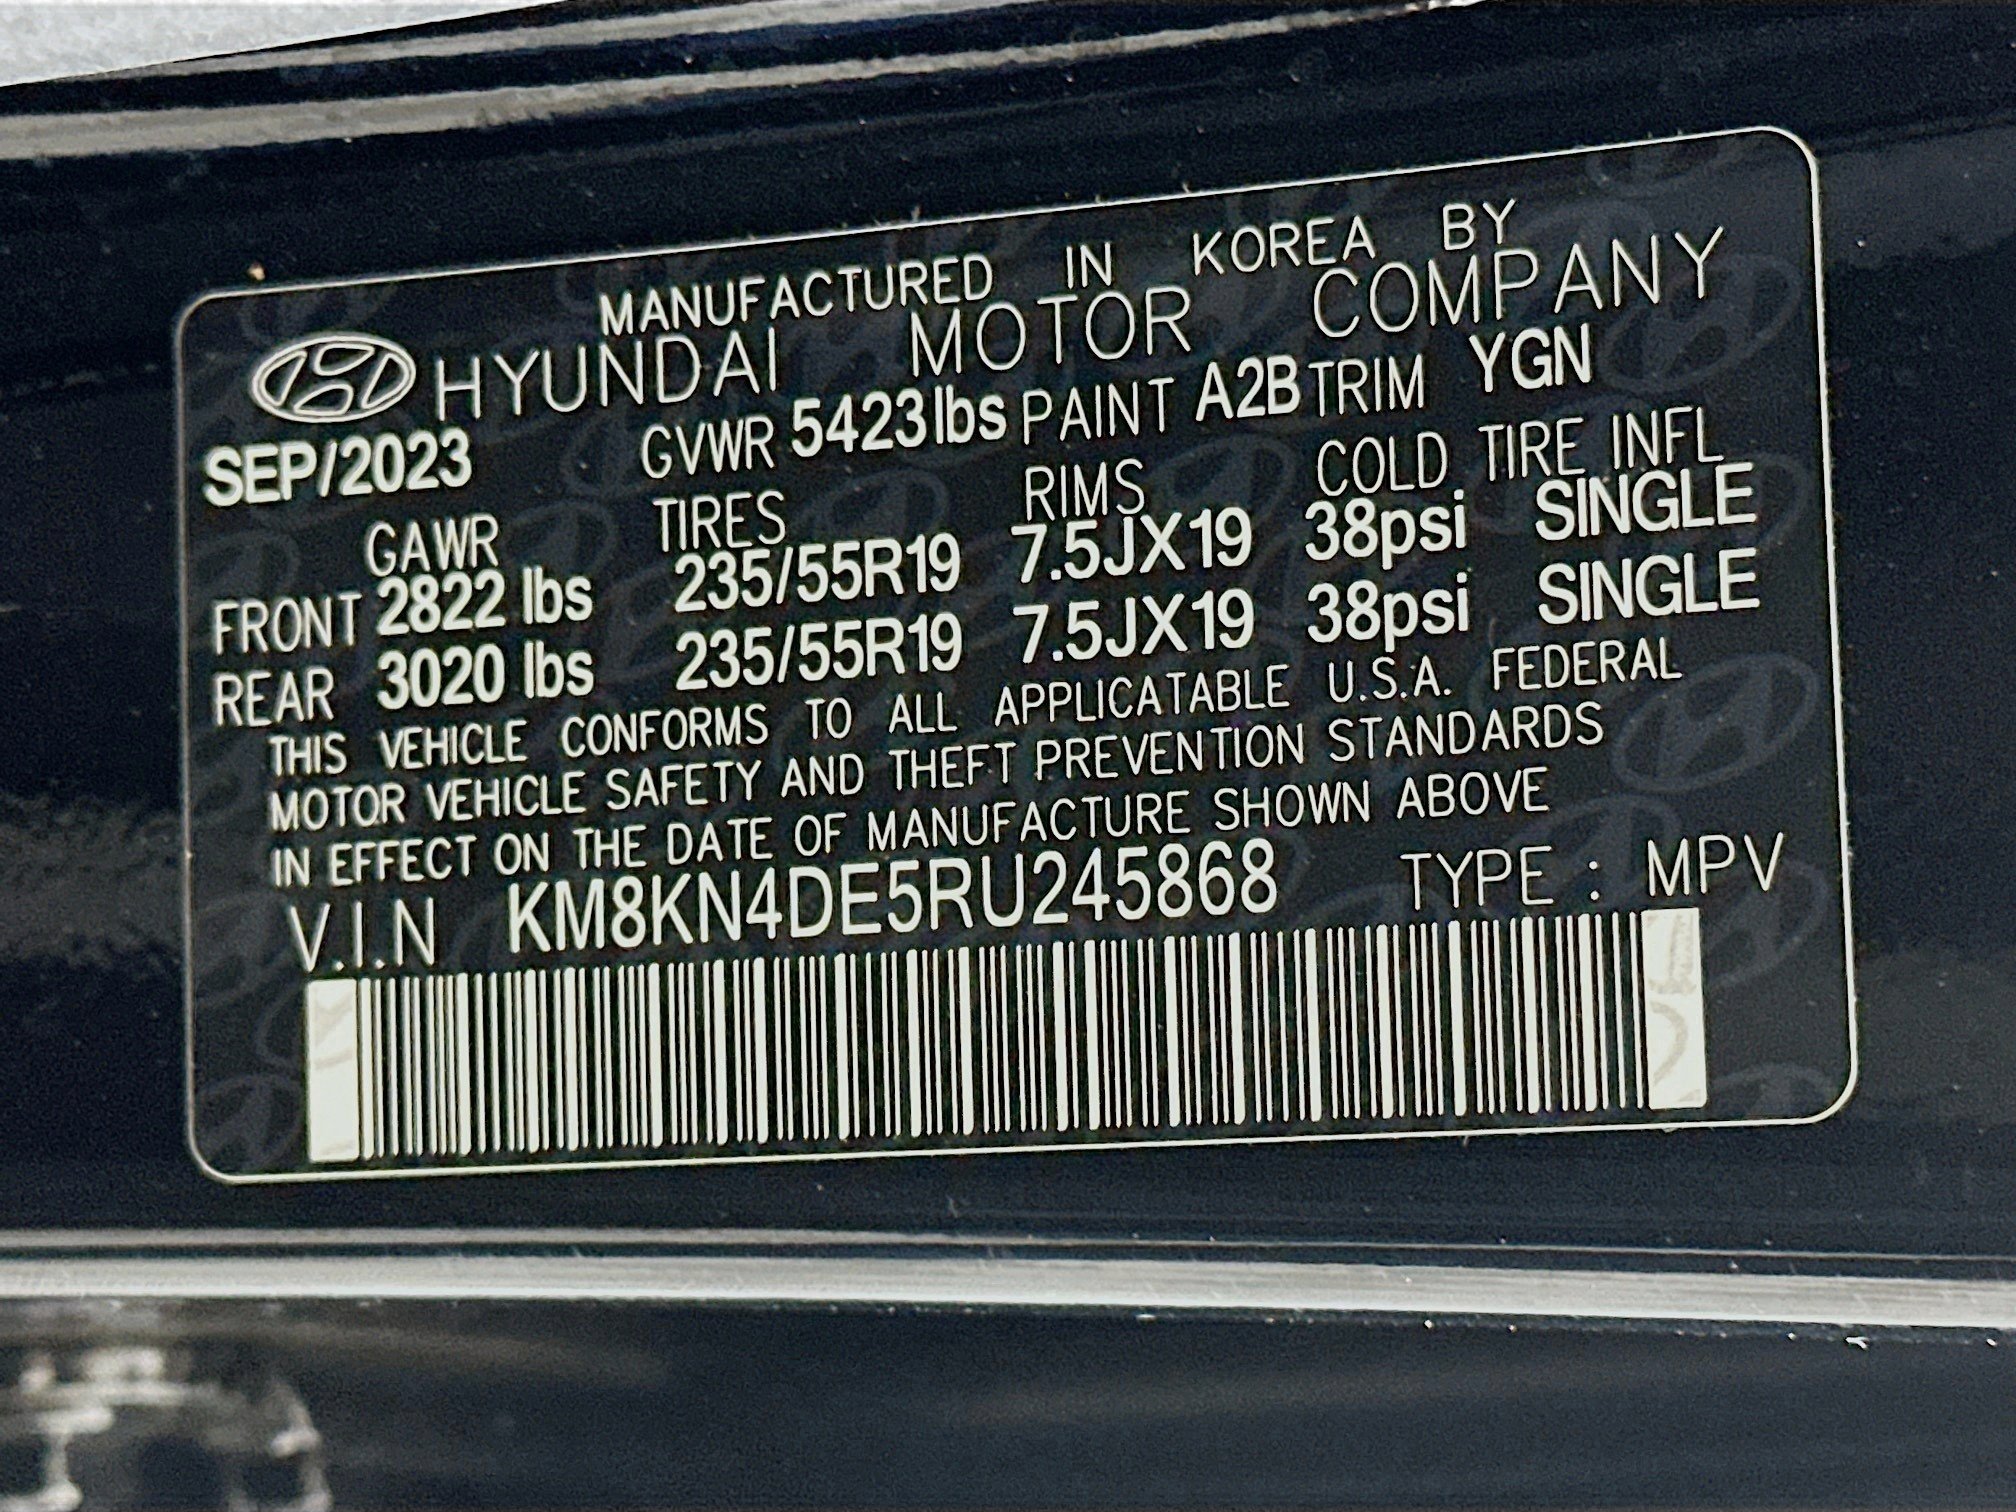 MANUFACTURED IN KOREA BY
HYUNDAI MOTOR COMPANY
SEP/2023 GVWR 5423lbs PAINT A2B TRIM YGN
GAWR TIRES RIMS COLD TIRE INFL
FRONT 2822 lbs 235/55R19 7.5JX19 38psi SINGLE
REAR 3020 lbs 235/55R19 7.5JX19 38psi SINGLE
THIS VEHICLE CONFORMS TO ALL APPLICATABLE U.S.A. FEDERAL
MOTOR VEHICLE SAFETY AND THEFT PREVENTION STANDARDS
IN EFFECT ON THE DATE OF MANUFACTURE SHOWN ABOVE
V.I.N KM8KN4DE5RU245868 TYPE : MPV